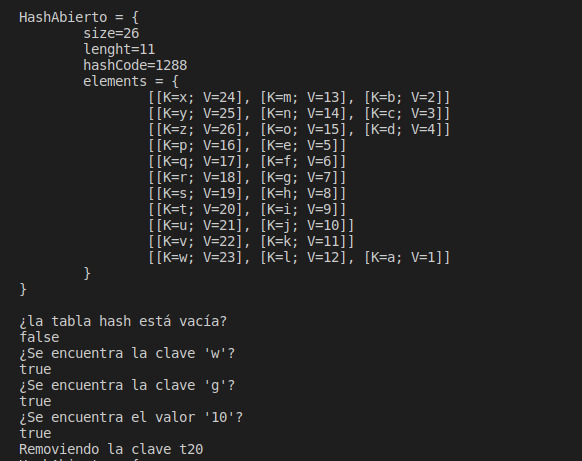 HashAbierto = {
size=26
lenght=11
hashCode=1288
elements = {
[[K=x; V=24], [K=m; V=13], [K=b; V=2]]
[[K=y; V=25], [K=n; V=14], [K=c; V=3]]
[[K=z; V=26], [K=o; V=15], [K=d; V=4]]
[[K=p; V=16], [K=e; V=5]]
[[K=q; V=17], [K=f; V=6]]
[[K=r; V=18], [K=g; V=7]]
[[K=s; V=19], [K=h; V=8]]
[[K=t; V=20], [K=i; V=9]]
[[K=u; V=21], [K=j; V=10]]
[[K=v; V=22], [K=k; V=11]]
[[K=w; V=23], [K=l; V=12], [K=a; V=1]]
}
}
¿la tabla hash está vacía?
false
¿Se encuentra la clave 'w'?
true
¿Se encuentra la clave 'g'?
true
¿Se encuentra el valor '10'?
true
Removiendo la clave t20